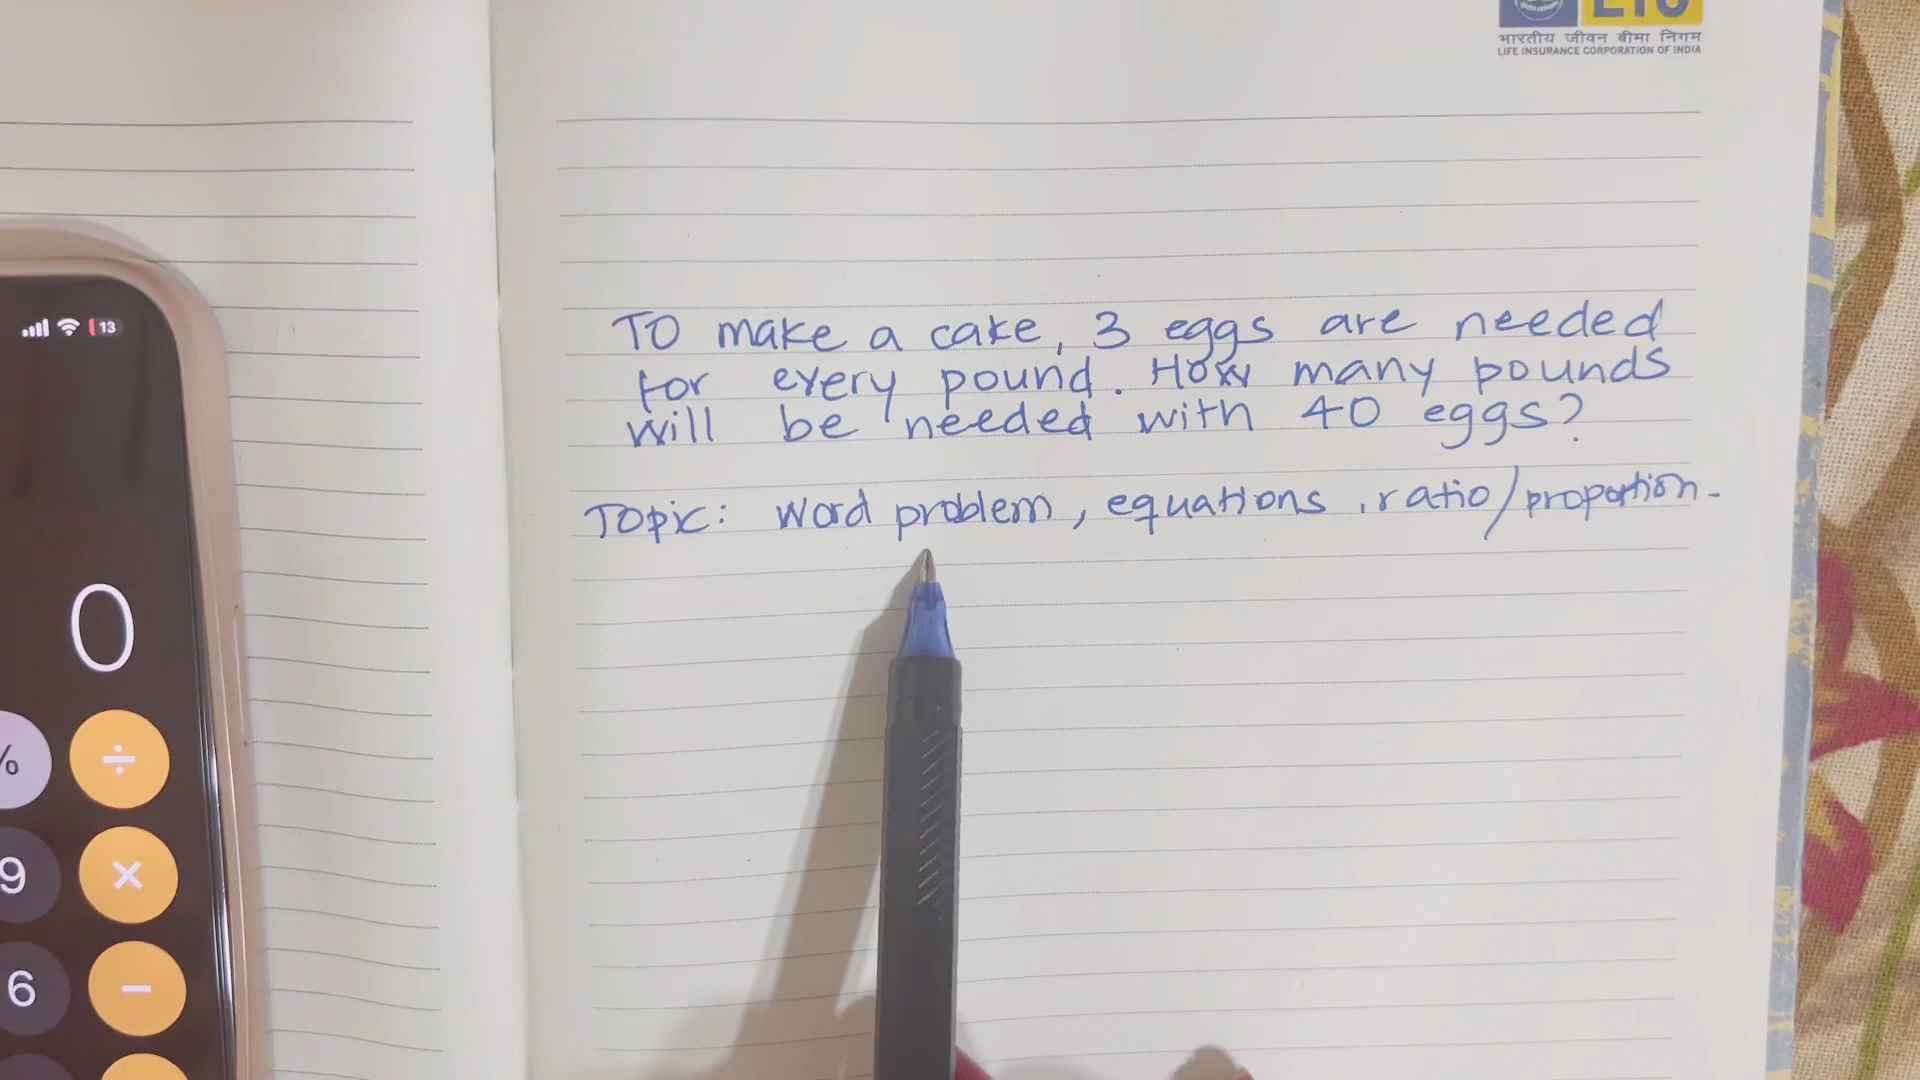 भारतीय जीवन बीमा निगम
LIFE INSURANCE CORPORATION OF INDIA
13
0
%
÷
9
×
6
−
TO make a cake, 3 eggs are needed
for every pound. How many pounds
will be needed with 40 eggs?
Topic: Word problem, equations, ratio/proportion.